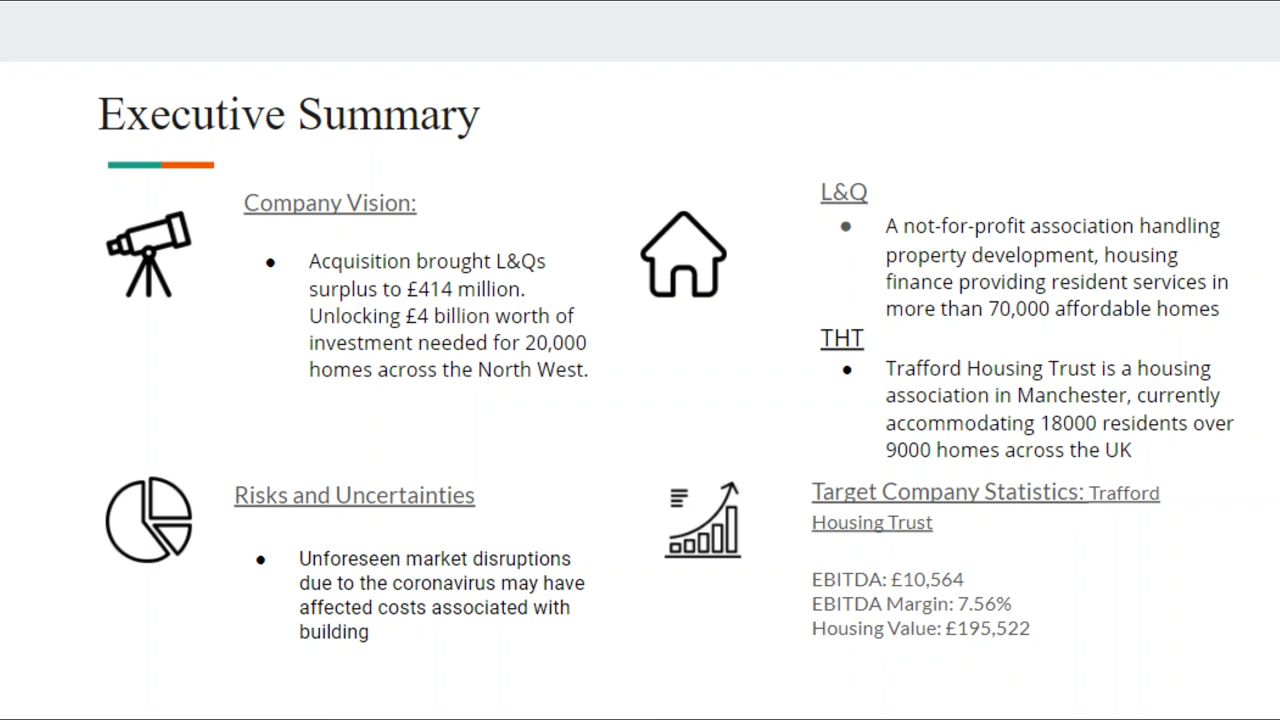 Executive Summary
Company Vision:
Acquisition brought L&Qs
surplus to £414 million.
Unlocking £4 billion worth of
investment needed for 20,000
homes across the North West.
L&Q
A not-for-profit association handling
property development, housing
finance providing resident services in
more than 70,000 affordable homes
THT
Trafford Housing Trust is a housing
association in Manchester, currently
accommodating 18000 residents over
9000 homes across the UK
Risks and Uncertainties
Unforeseen market disruptions
due to the coronavirus may have
affected costs associated with
building
Target Company Statistics: Trafford
Housing Trust
EBITDA: £10,564
EBITDA Margin: 7.56%
Housing Value: £195,522